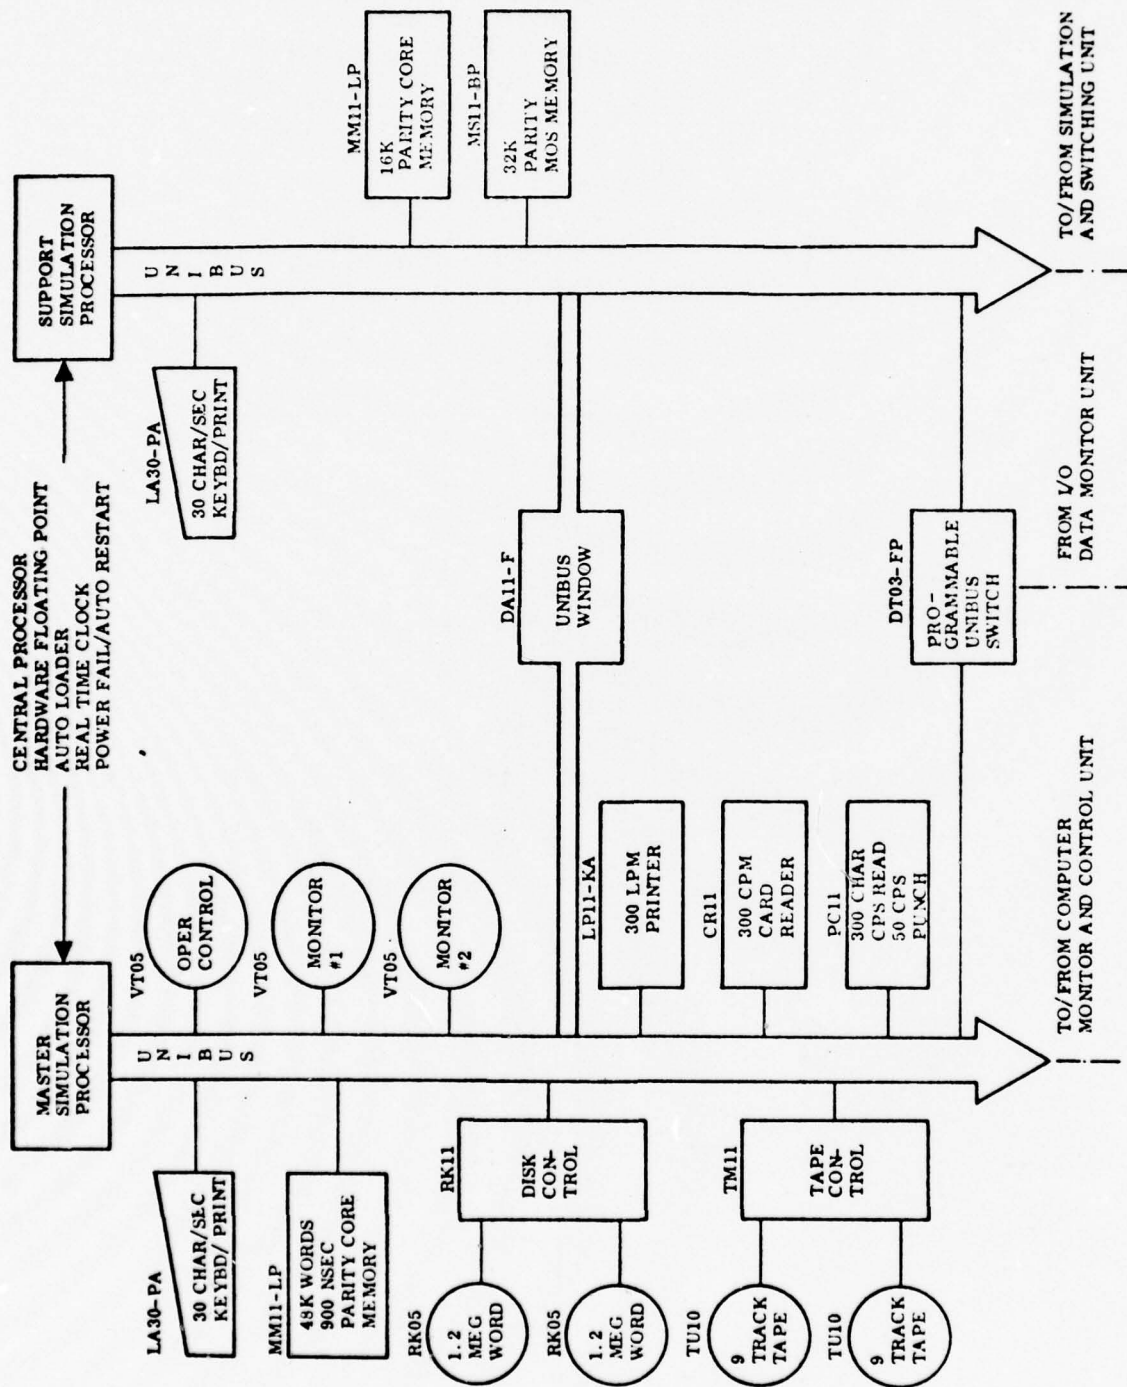 CENTRAL PROCESSOR
HARDWARE FLOATING POINT
AUTO LOADER
REAL TIME CLOCK
POWER FAIL/AUTO RESTART
MASTER
SIMULATION
PROCESSOR
UNIBUS
LA30-PA
30 CHAR/SEC
KEYBD/PRINT
MM11-LP
48K WORDS
900 NSEC
PARITY CORE
MEMORY
RK05
1.2
MEG
WORD
RK05
1.2
MEG
WORD
RK11
DISK
CON-
TROL
TU10
9
TRACK
TAPE
TU10
9
TRACK
TAPE
TM11
TAPE
CON-
TROL
VT05
OPER
CONTROL
VT05
MONITOR
#1
VT05
MONITOR
#2
LP11-KA
300 LPM
PRINTER
CR11
300 CPM
CARD
READER
PC11
300 CHAR
CPS READ
50 CPS
PUNCH
TO/FROM COMPUTER
MONITOR AND CONTROL UNIT
DA11-F
UNIBUS
WINDOW
DT03-FP
PRO-
GRAMMABLE
UNIBUS
SWITCH
FROM I/O
DATA MONITOR UNIT
SUPPORT
SIMULATION
PROCESSOR
UNIBUS
LA30-PA
30 CHAR/SEC
KEYBD/PRINT
MM11-LP
16K
PARITY CORE
MEMORY
MS11-BP
32K
PARITY
MOS MEMORY
TO/FROM SIMULATION
AND SWITCHING UNIT